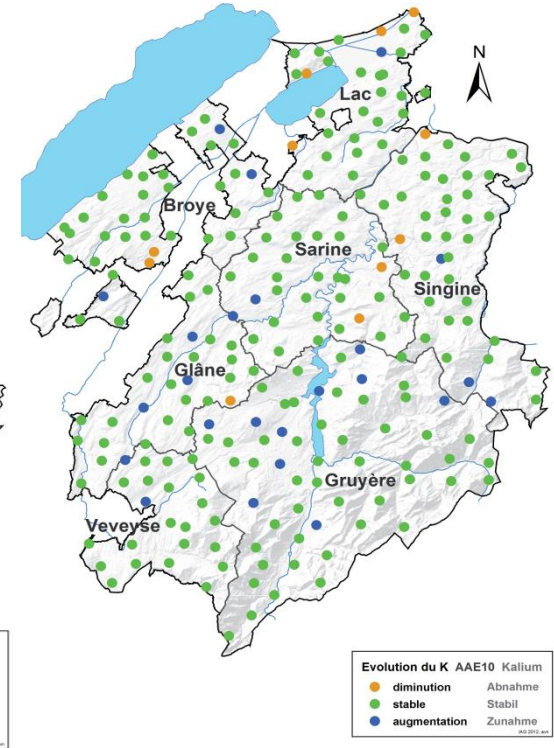 N
Lac
Broye
Sarine
Singine
Glâne
Gruyère
Veveyse
Evolution du K AAE10 Kalium
diminution Abnahme
stable Stabil
augmentation Zunahme